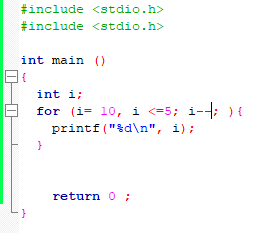 #include <stdio.h>
#include <stdio.h>
int main ()
{
int i;
for (i= 10, i <=5; i--; ){
printf("%d\n", i);
}
return 0 ;
}